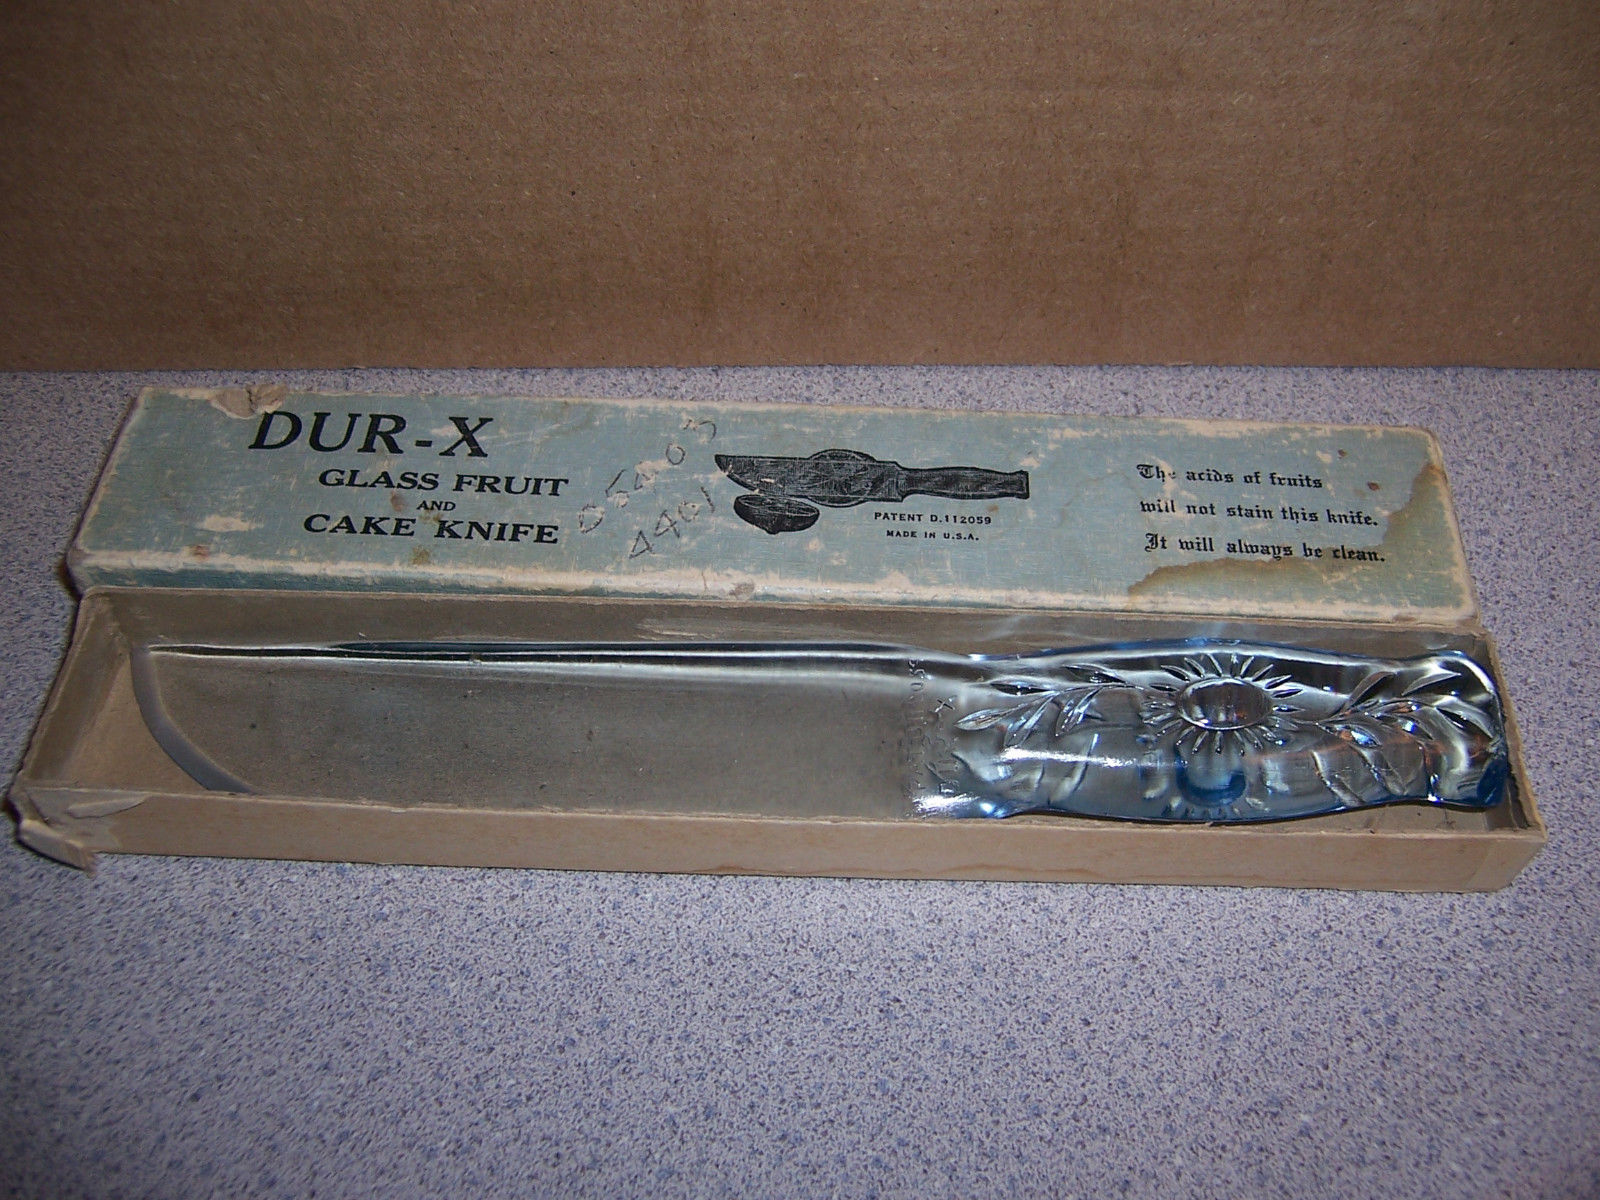 DUR-X
GLASS FRUIT
AND
CAKE KNIFE
4401
PATENT D.112059
MADE IN U.S.A.
The acids of fruits
will not stain this knife.
It will always be clean.